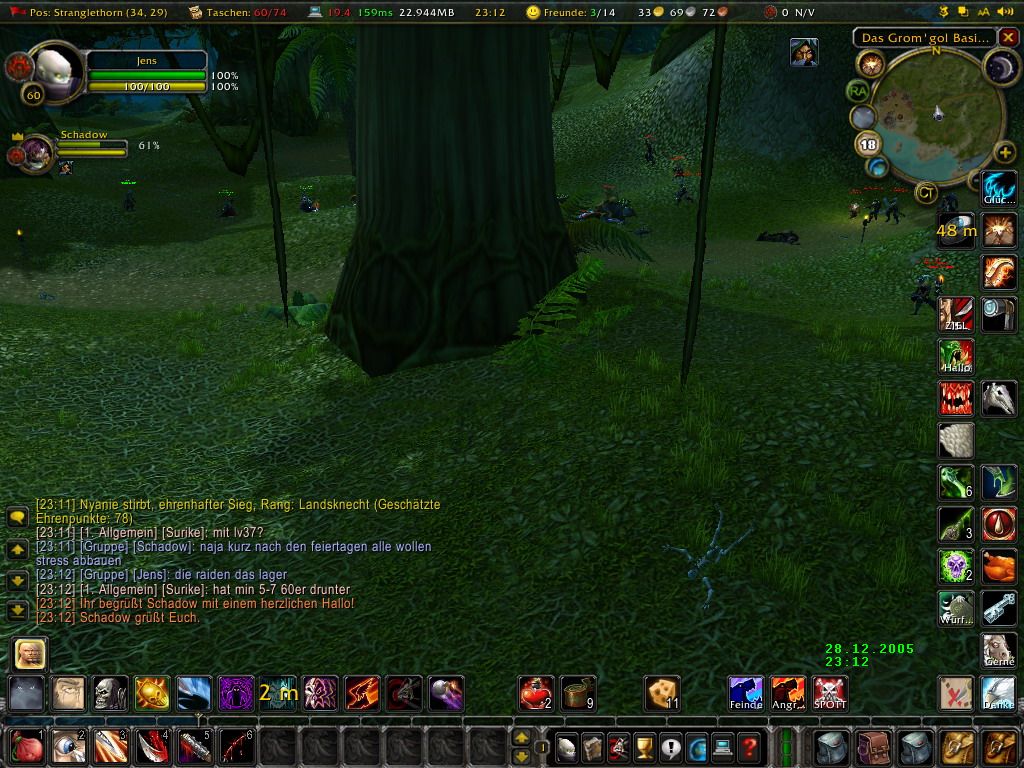 Pos: Stranglethorn (34, 29) Taschen: 60/74 19.4 159ms 22.944MB 23:12 Freunde: 3/14 33 69 72 0 N/V
Das Grom'gol Basi...
N
Jens
100%
100/100 100%
60
Schadow
61%
RA
18
CT
Glüc...
48 m
ZIEL
Hallo
6
3
2
Würf...
Gerne
[23:11] Nyanie stirbt, ehrenhafter Sieg, Rang: Landsknecht (Geschätzte
Ehrenpunkte: 78)
[23:11] [1. Allgemein] [Surike]: mit lv37?
[23:11] [Gruppe] [Schadow]: naja kurz nach den feiertagen alle wollen
stress abbauen
[23:12] [Gruppe] [Jens]: die raiden das lager
[23:12] [1. Allgemein] [Surike]: hat min 5-7 60er drunter
[23:12] Ihr begrüßt Schadow mit einem herzlichen Hallo!
[23:12] Schadow grüßt Euch.
28.12.2005
23:12
2 m 2 9 11 Feinde Angr... SPOTT Danke
1 2 3 4 5 6 1